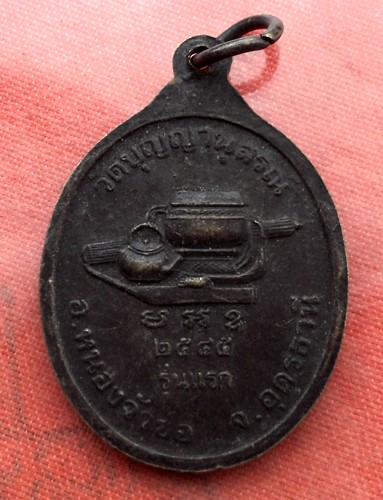 วัดบุญญานุสรณ์
๒๕๔๕
รุ่นแรก
อ.หนองวัวซอ จ.อุดรธานี